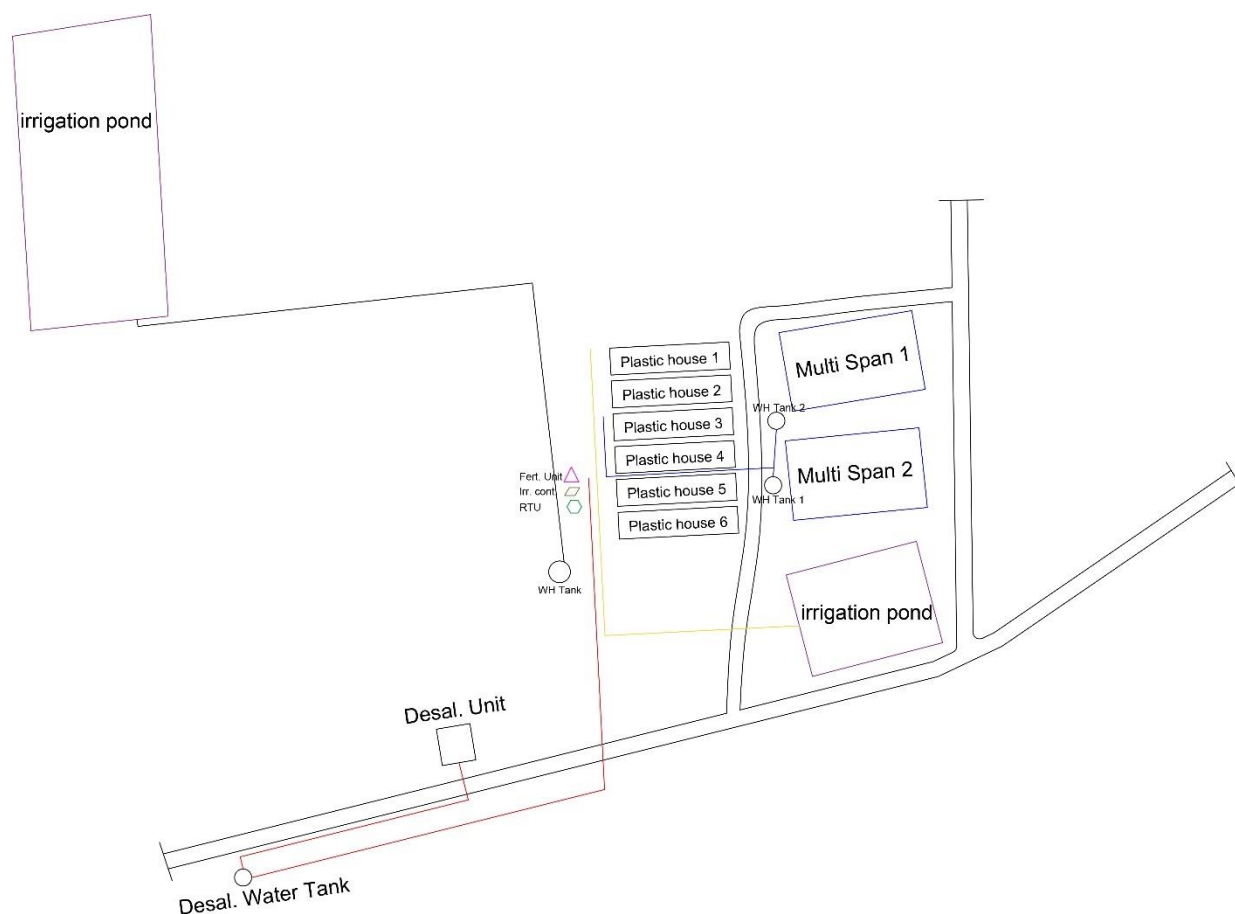 irrigation pond
Plastic house 1
Plastic house 2
Plastic house 3
Plastic house 4
Plastic house 5
Plastic house 6
Multi Span 1
WH Tank 2
Multi Span 2
WH Tank 1
Fert. Unit
Irr. cont.
RTU
WH Tank
irrigation pond
Desal. Unit
Desal. Water Tank